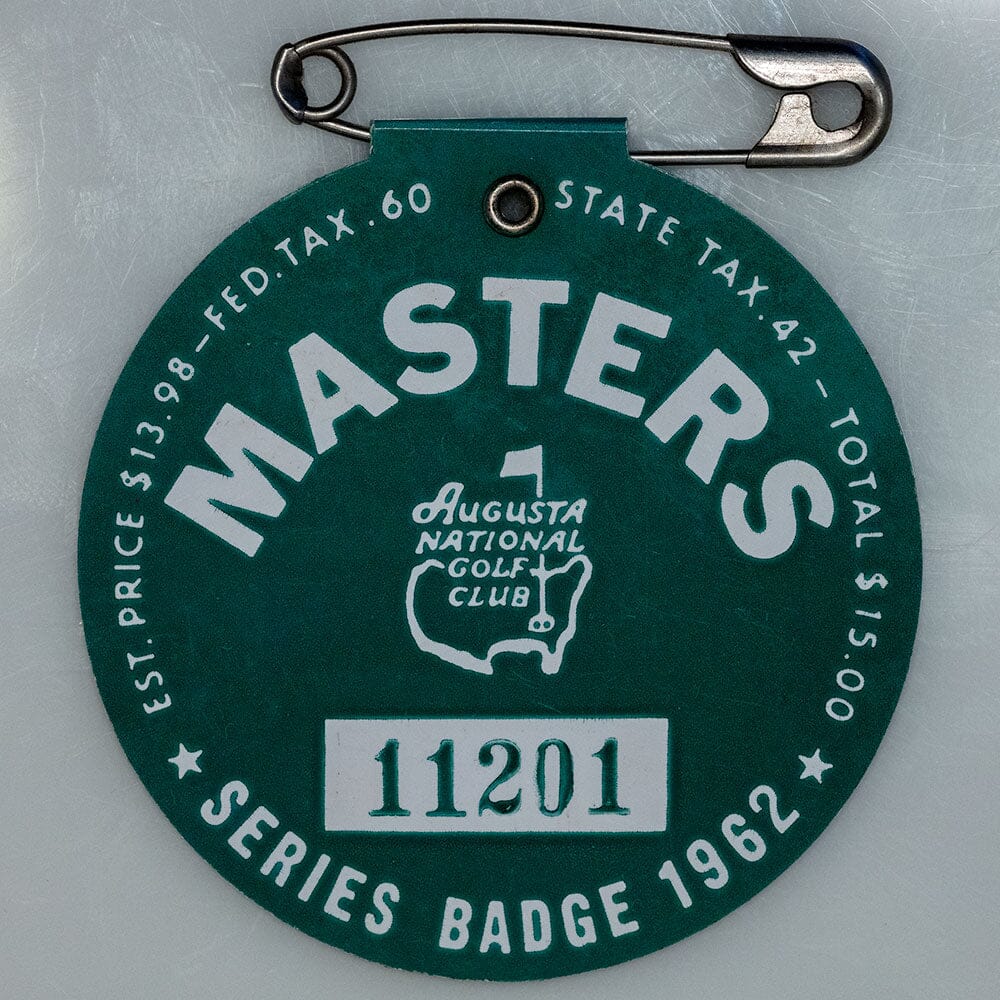 EST. PRICE $13.98 – FED. TAX .60 STATE TAX .42 – TOTAL $15.00
MASTERS
AUGUSTA
NATIONAL
GOLF
CLUB
11201
★ SERIES BADGE 1962 ★